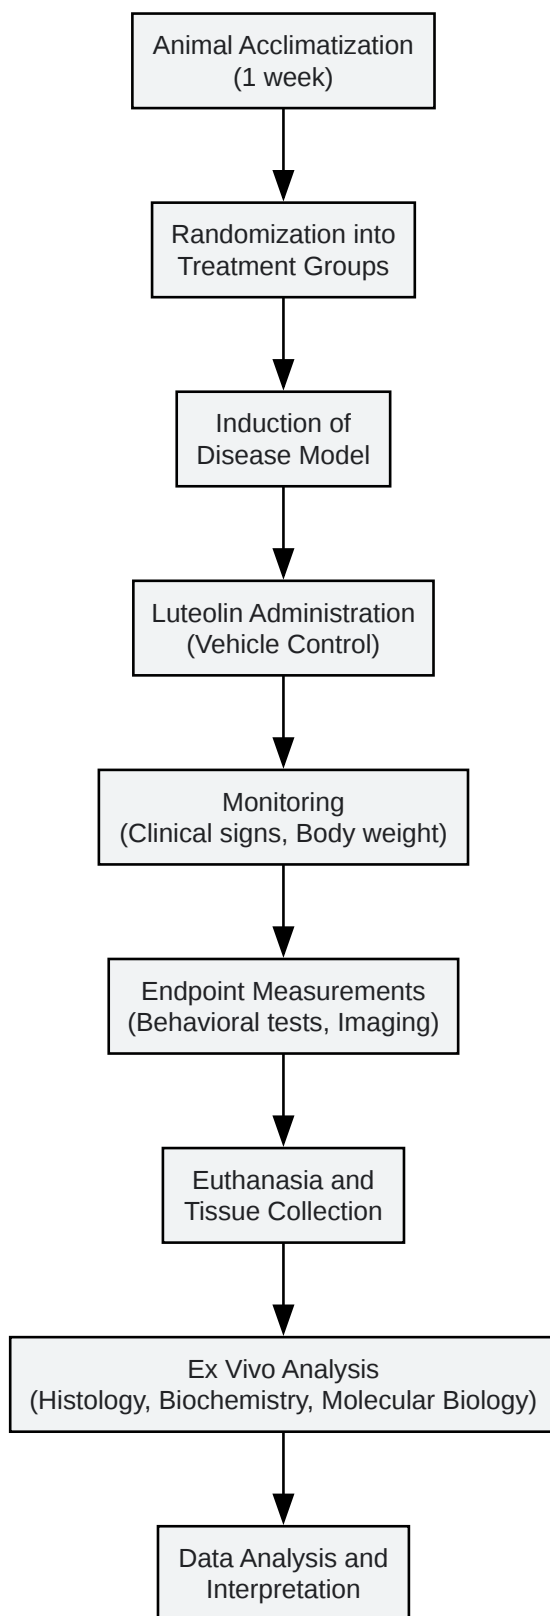 Animal Acclimatization
(1 week)
Randomization into
Treatment Groups
Induction of
Disease Model
Luteolin Administration
(Vehicle Control)
Monitoring
(Clinical signs, Body weight)
Endpoint Measurements
(Behavioral tests, Imaging)
Euthanasia and
Tissue Collection
Ex Vivo Analysis
(Histology, Biochemistry, Molecular Biology)
Data Analysis and
Interpretation